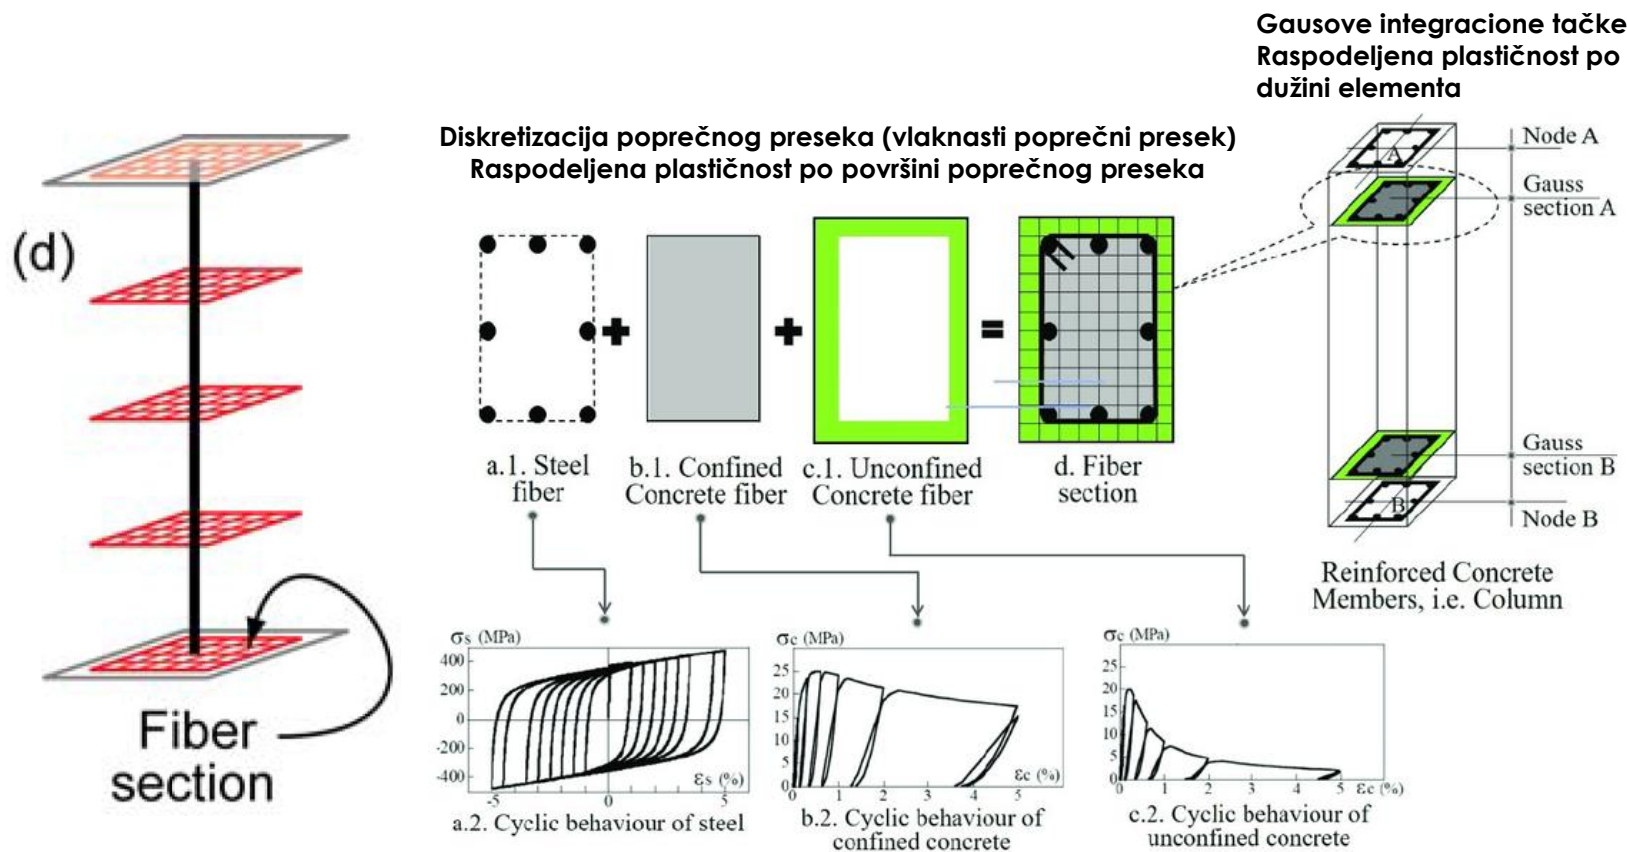 Gausove integracione tačke
Raspodeljena plastičnost po
dužini elementa
Diskretizacija poprečnog preseka (vlaknasti poprečni presek)
Raspodeljena plastičnost po površini poprečnog preseka
(d)
Fiber
section
a.1. Steel
fiber
b.1. Confined
Concrete fiber
c.1. Unconfined
Concrete fiber
d. Fiber
section
A
Node A
Gauss
section A
Gauss
section B
B
Node B
Reinforced Concrete
Members, i.e. Column
σs (MPa)
400
200
0
-200
-400
-5
0
5
εs (%)
a.2. Cyclic behaviour of steel
σc (MPa)
25
20
15
10
5
0
0
1
2
3
4
5
εc (%)
b.2. Cyclic behaviour of
confined concrete
σc (MPa)
25
20
15
10
5
0
0
1
2
3
4
5
εc (%)
c.2. Cyclic behaviour of
unconfined concrete